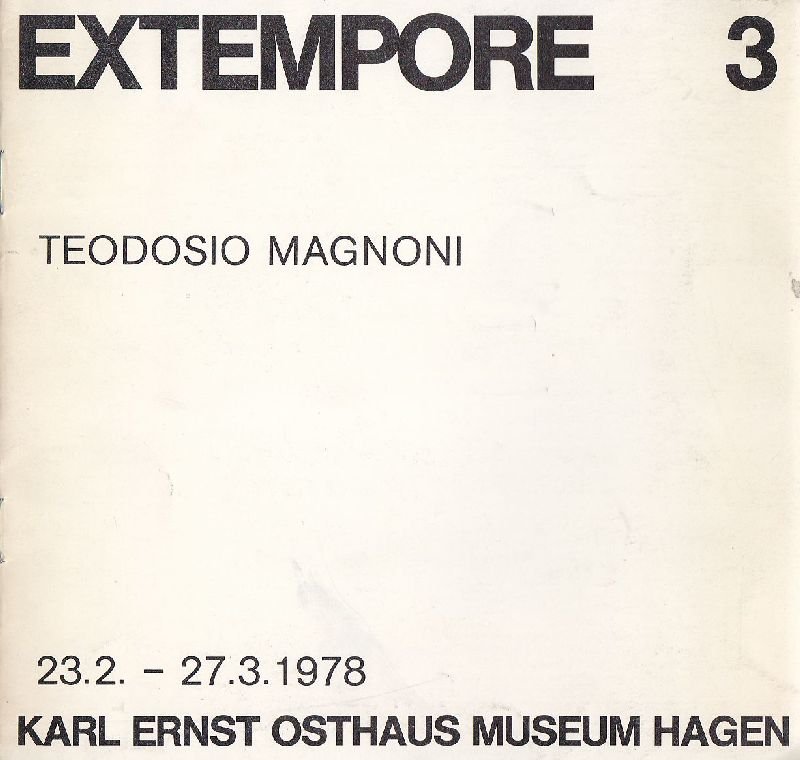 EXTEMPORE 3
TEODOSIO MAGNONI
23.2. – 27.3.1978
KARL ERNST OSTHAUS MUSEUM HAGEN